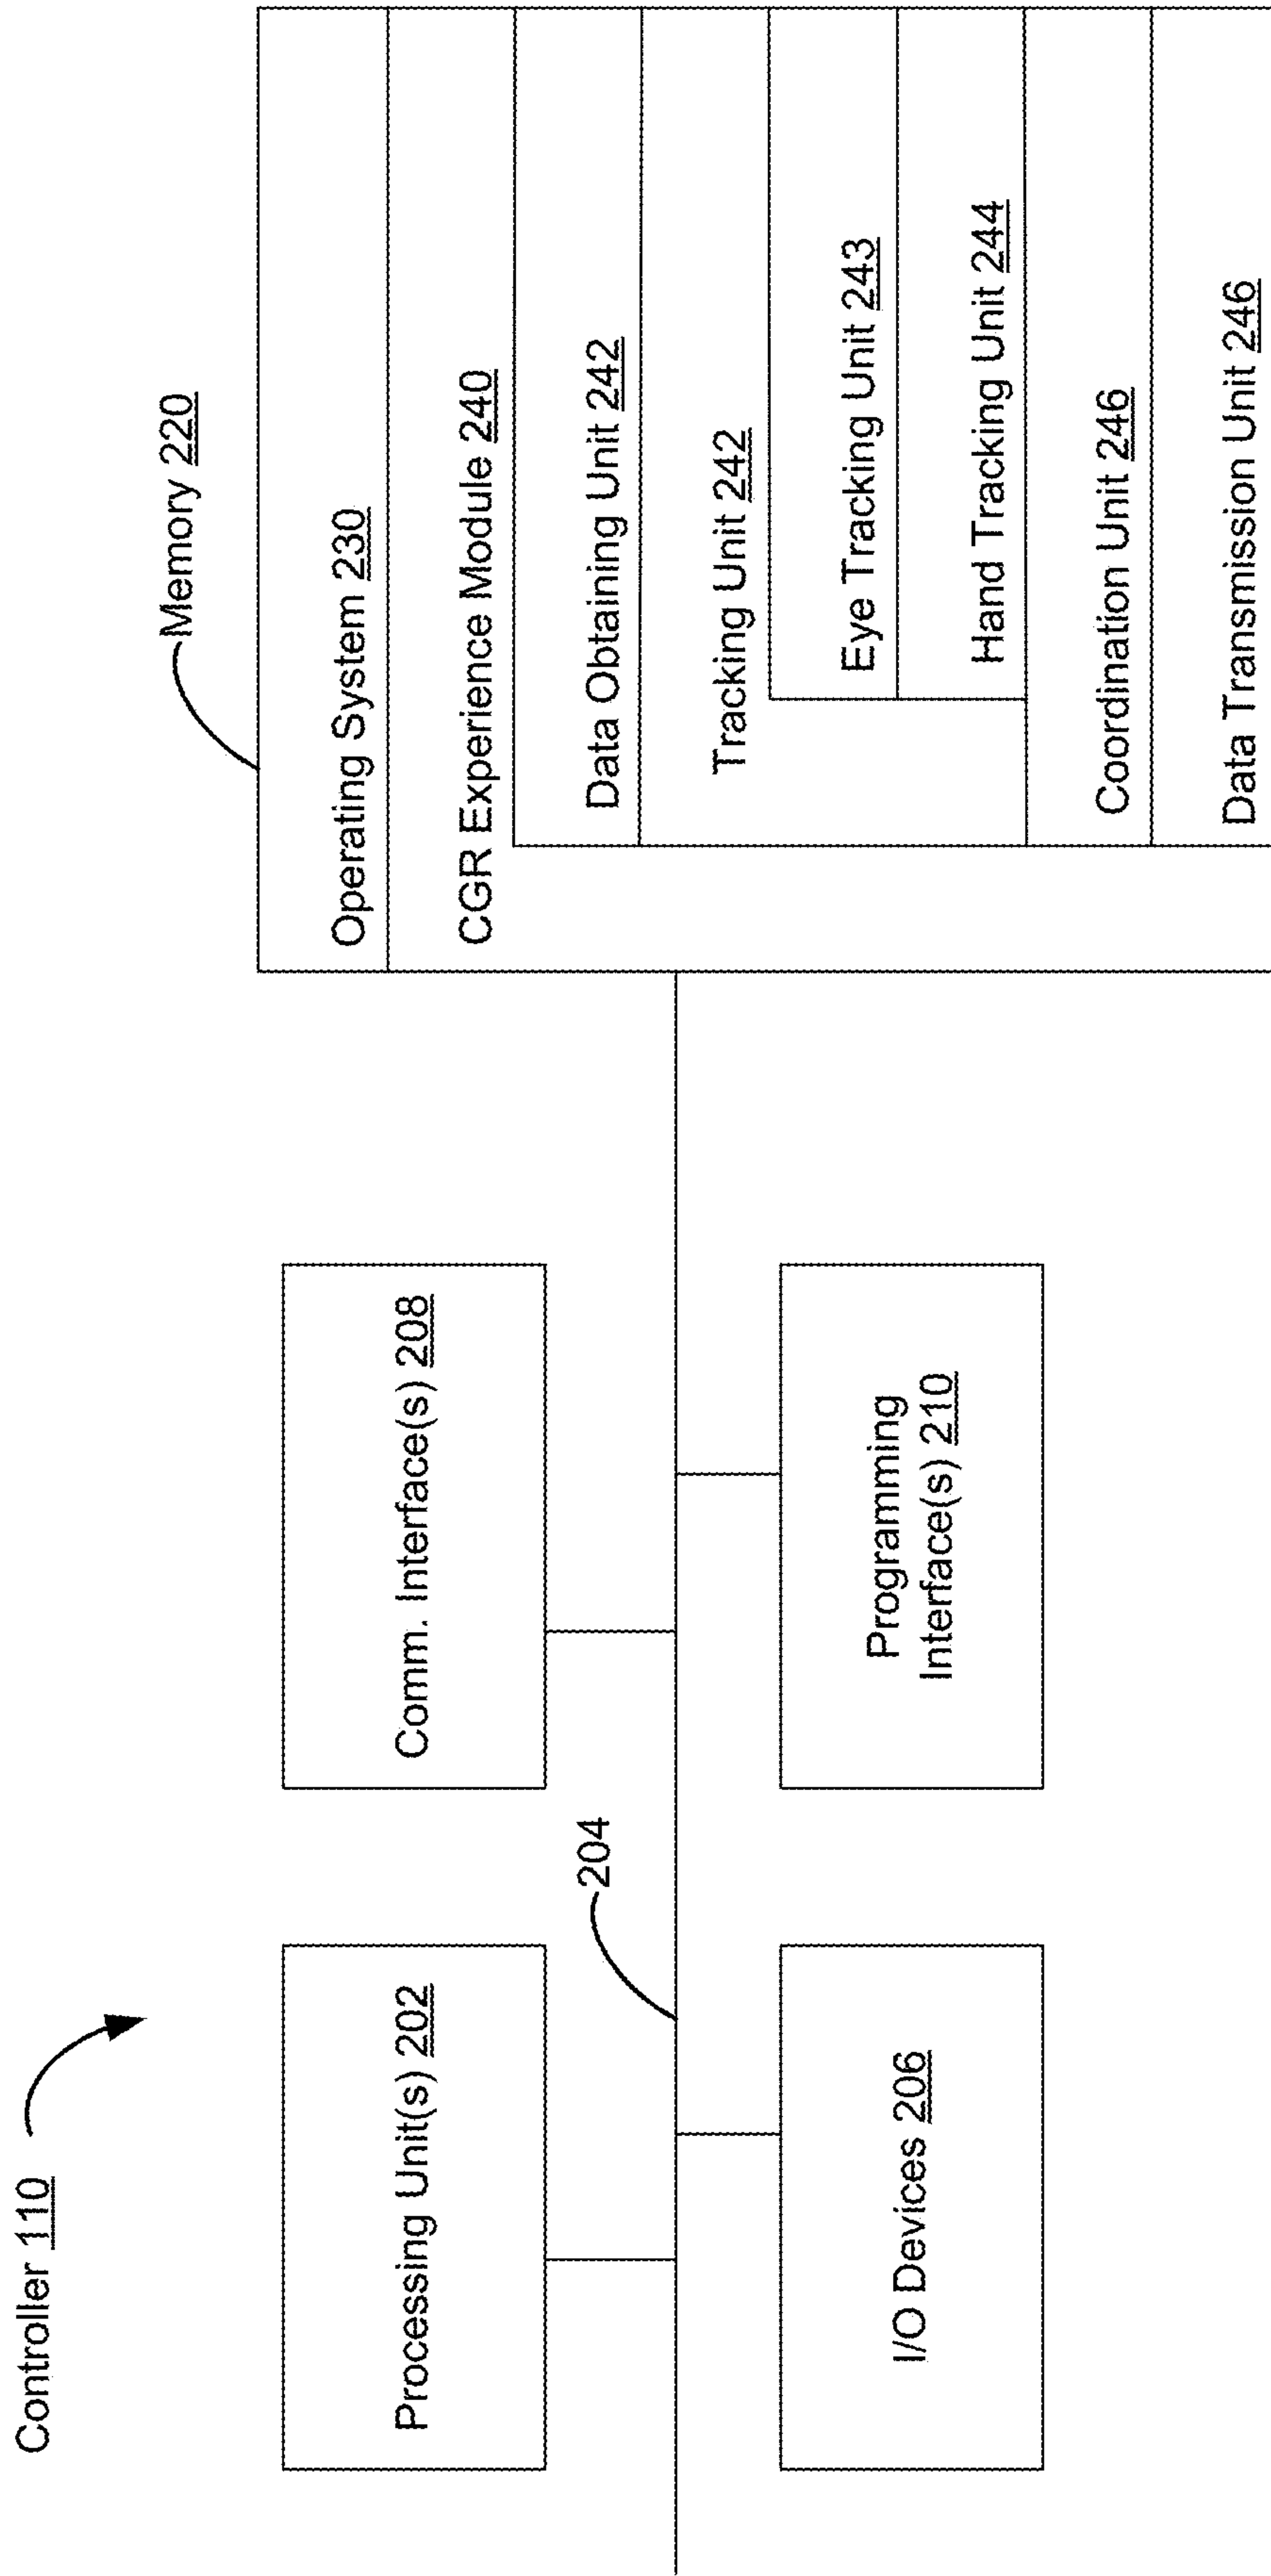 Controller 110
Memory 220
Processing Unit(s) 202
Comm. Interface(s) 208
204
I/O Devices 206
Programming
Interface(s) 210
Operating System 230
CGR Experience Module 240
Data Obtaining Unit 242
Tracking Unit 242
Eye Tracking Unit 243
Hand Tracking Unit 244
Coordination Unit 246
Data Transmission Unit 246